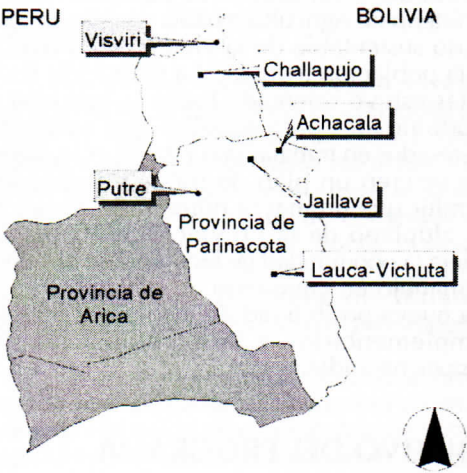 PERU
BOLIVIA
Visviri
Challapujo
Achacala
Putre
Jaillave
Provincia de
Parinacota
Lauca-Vichuta
Provincia de
Arica